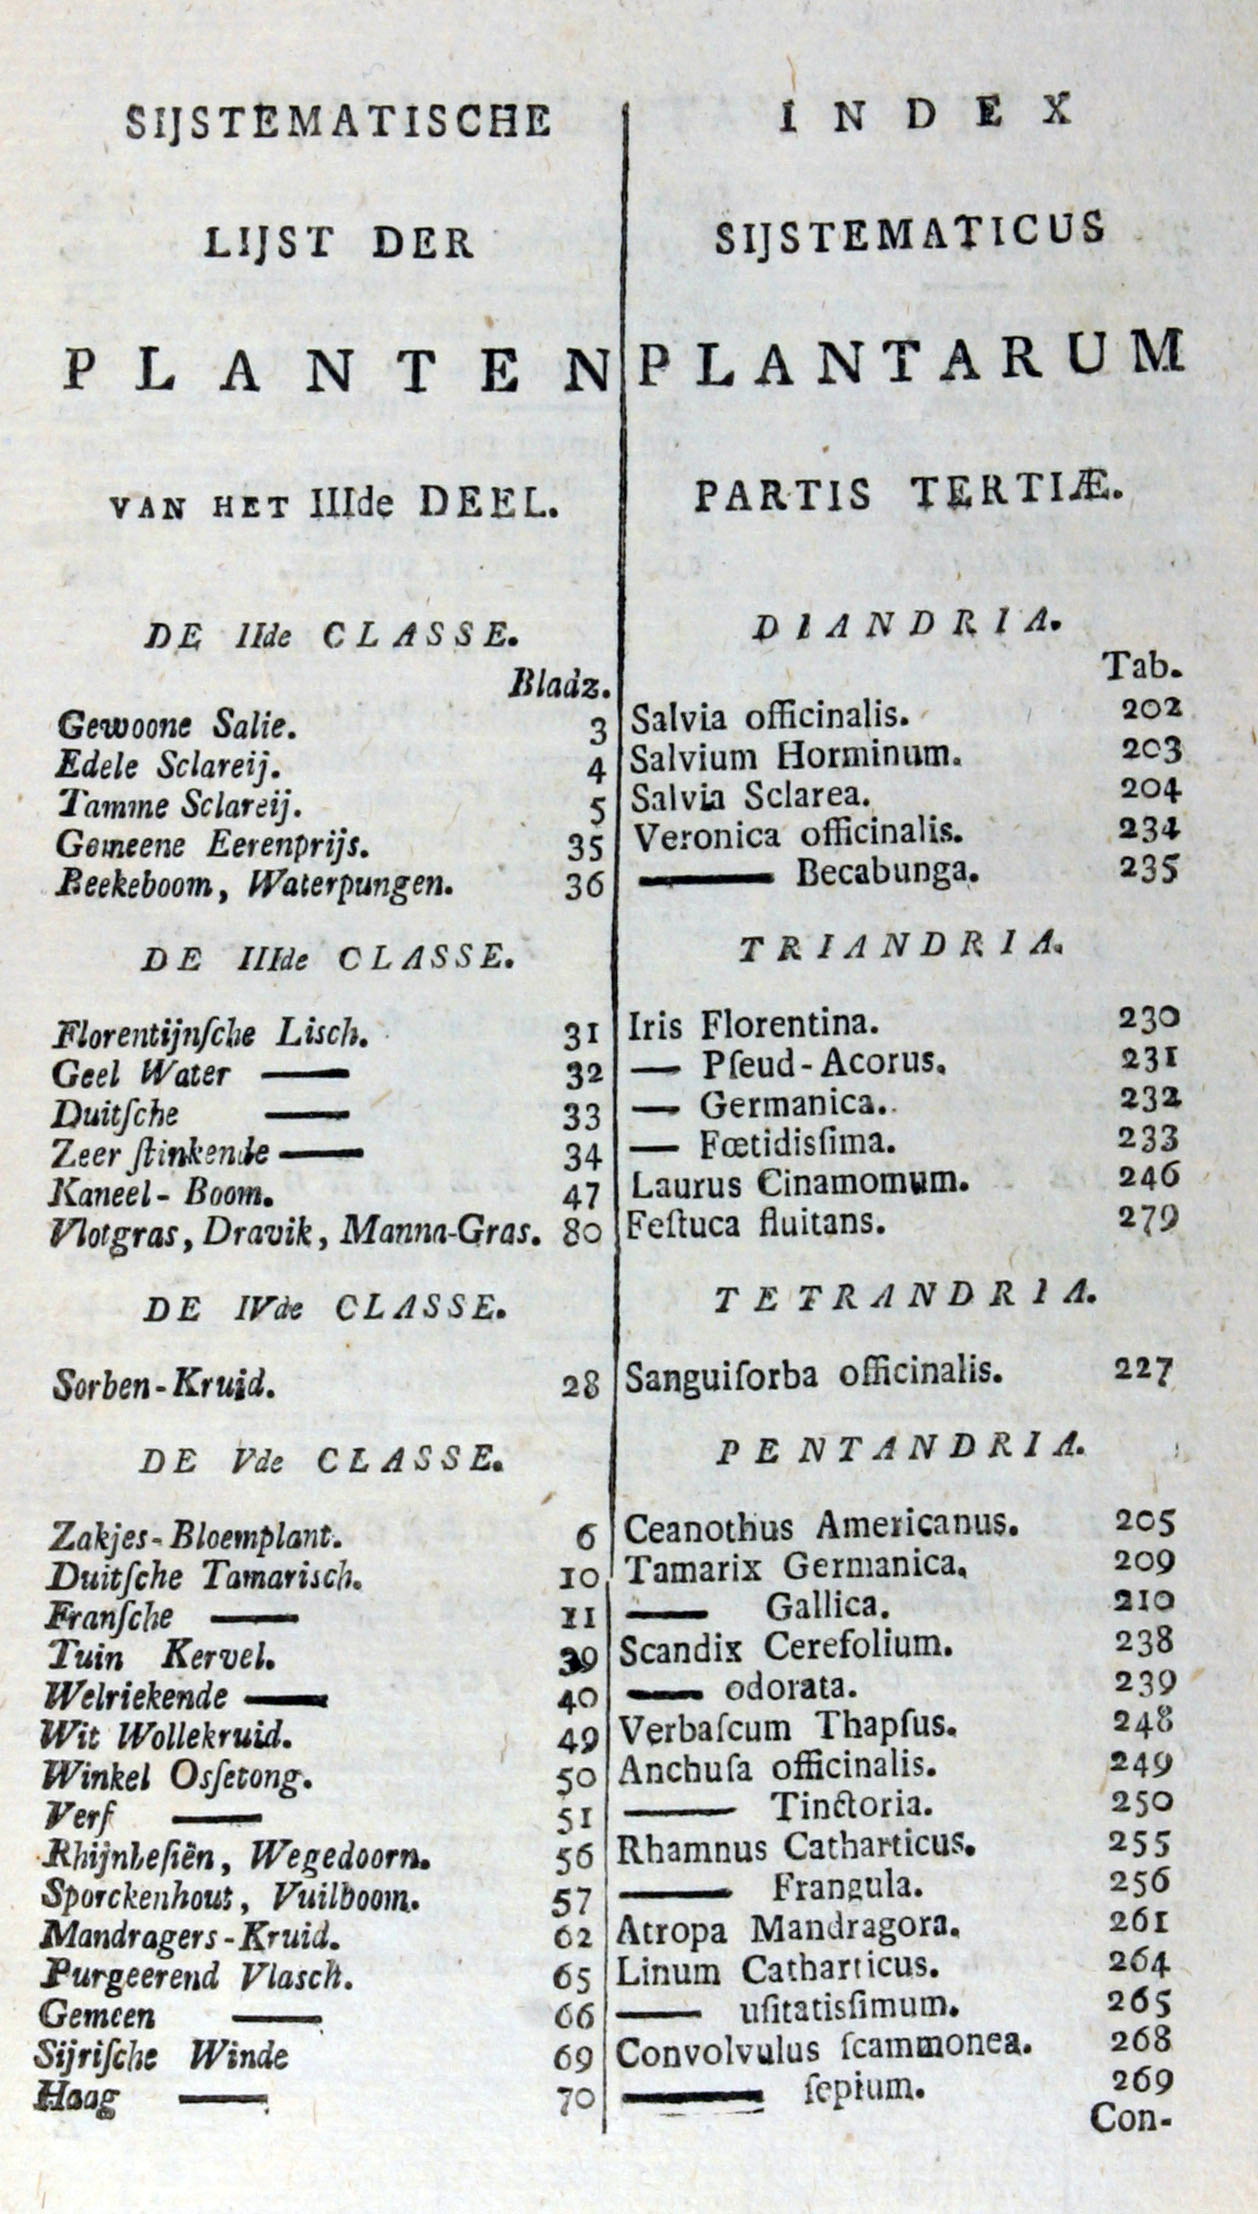 SIJSTEMATISCHE
LIJST DER
PLANTEN
VAN HET IIIde DEEL.
DE IIde CLASSE.
Bladz.
Gewoone Salie. 3
Edele Sclareij. 4
Tamme Sclareij. 5
Gemeene Eerenprijs. 35
Beekeboom, Waterpungen. 36
DE IIIde CLASSE.
Florentijnſche Lisch. 31
Geel Water —— 32
Duitſche —— 33
Zeer ſtinkende —— 34
Kaneel-Boom. 47
Vlotgras, Dravik, Manna-Gras. 80
DE IVde CLASSE.
Sorben-Kruid. 28
DE Vde CLASSE.
Zakjes-Bloemplant. 6
Duitſche Tamarisch. 10
Franſche —— 11
Tuin Kervel. 39
Welriekende —— 40
Wit Wollekruid. 49
Winkel Osſetong. 50
Verf —— 51
Rhijnbeſiën, Wegedoorn. 56
Sporckenhout, Vuilboom. 57
Mandragers-Kruid. 62
Purgeerend Vlasch. 65
Gemeen —— 66
Sijriſche Winde 69
Haag —— 70
INDEX
SIJSTEMATICUS
PLANTARUM
PARTIS TERTIÆ.
DIANDRIA.
Tab.
Salvia officinalis. 202
Salvium Horminum. 203
Salvia Sclarea. 204
Veronica officinalis. 234
—— Becabunga. 235
TRIANDRIA.
Iris Florentina. 230
— Pſeud-Acorus. 231
— Germanica. 232
— Fœtidisſima. 233
Laurus Cinamomum. 246
Feſtuca fluitans. 279
TETRANDRIA.
Sanguiſorba officinalis. 227
PENTANDRIA.
Ceanothus Americanus. 205
Tamarix Germanica. 209
—— Gallica. 210
Scandix Cerefolium. 238
—— odorata. 239
Verbaſcum Thapſus. 248
Anchuſa officinalis. 249
—— Tinctoria. 250
Rhamnus Catharticus. 255
—— Frangula. 256
Atropa Mandragora. 261
Linum Catharticus. 264
—— uſitatisſimum. 265
Convolvulus ſcammonea. 268
—— ſepium. 269
Con-